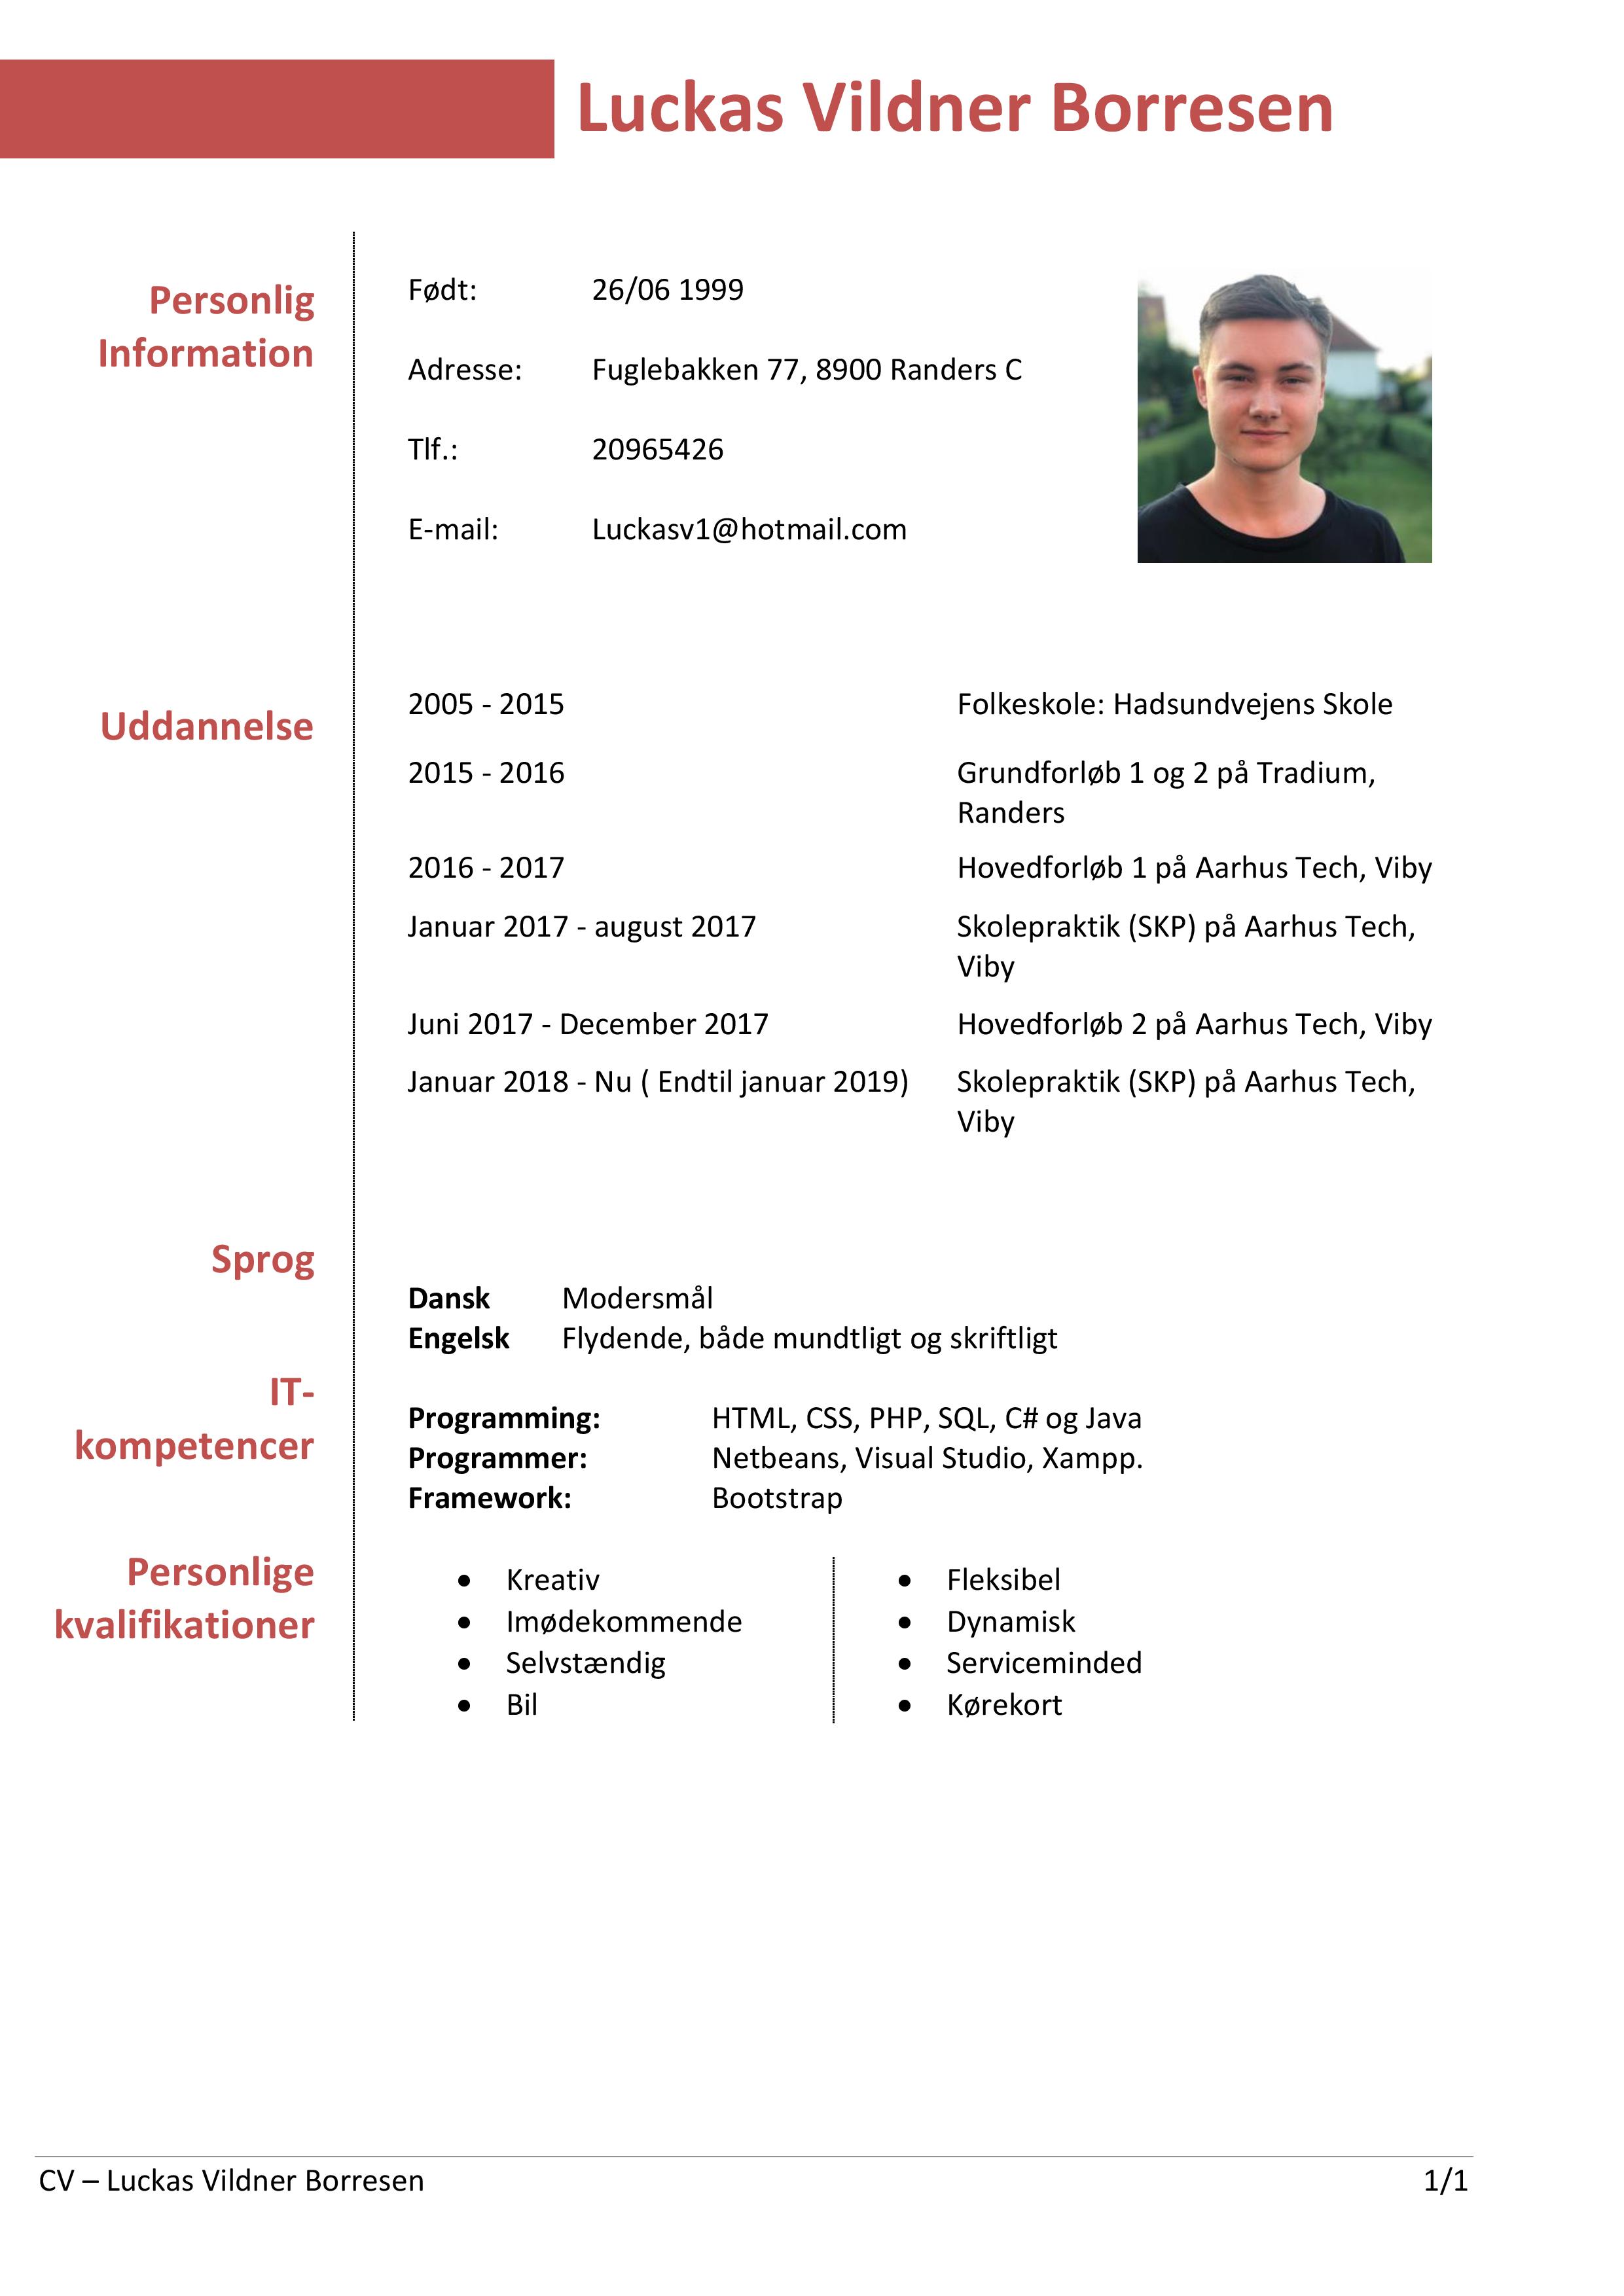 Luckas Vildner Borresen
Personlig
Information
Født: 26/06 1999
Adresse: Fuglebakken 77, 8900 Randers C
Tlf.: 20965426
E-mail: Luckasv1@hotmail.com
Uddannelse
2005 - 2015 Folkeskole: Hadsundvejens Skole
2015 - 2016 Grundforløb 1 og 2 på Tradium,
Randers
2016 - 2017 Hovedforløb 1 på Aarhus Tech, Viby
Januar 2017 - august 2017 Skolepraktik (SKP) på Aarhus Tech,
Viby
Juni 2017 - December 2017 Hovedforløb 2 på Aarhus Tech, Viby
Januar 2018 - Nu ( Endtil januar 2019) Skolepraktik (SKP) på Aarhus Tech,
Viby
Sprog
Dansk Modersmål
Engelsk Flydende, både mundtligt og skriftligt
IT-
kompetencer
Programming: HTML, CSS, PHP, SQL, C# og Java
Programmer: Netbeans, Visual Studio, Xampp.
Framework: Bootstrap
Personlige
kvalifikationer
• Kreativ
• Imødekommende
• Selvstændig
• Bil
• Fleksibel
• Dynamisk
• Serviceminded
• Kørekort
CV – Luckas Vildner Borresen 1/1